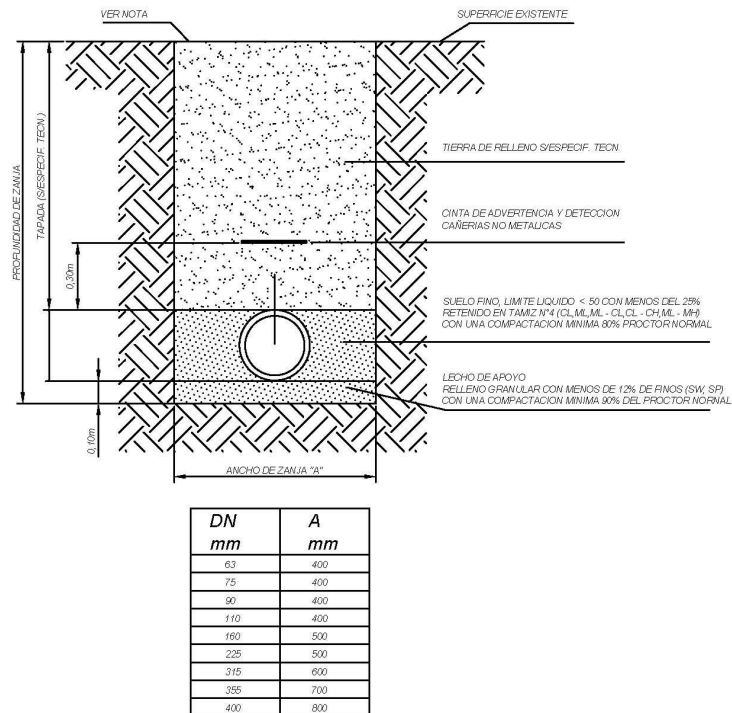 VER NOTA
SUPERFICIE EXISTENTE
PROFUNDIDAD DE ZANJA
TAPADA (S/ESPECIF. TECN.)
TIERRA DE RELLENO S/ESPECIF. TECN.
CINTA DE ADVERTENCIA Y DETECCION
CAÑERIAS NO METALICAS
0,30m
SUELO FINO, LIMITE LIQUIDO < 50 CON MENOS DEL 25%
RETENIDO EN TAMIZ N°4 (CL,ML,ML - CL,CL - CH,ML - MH)
CON UNA COMPACTACION MINIMA 80% PROCTOR NORMAL
LECHO DE APOYO
RELLENO GRANULAR CON MENOS DE 12% DE FINOS (SW, SP)
CON UNA COMPACTACION MINIMA 90% DEL PROCTOR NORNAL
0,10m
ANCHO DE ZANJA "A"
DN A
mm mm
63 400
75 400
90 400
110 400
160 500
225 500
315 600
355 700
400 800